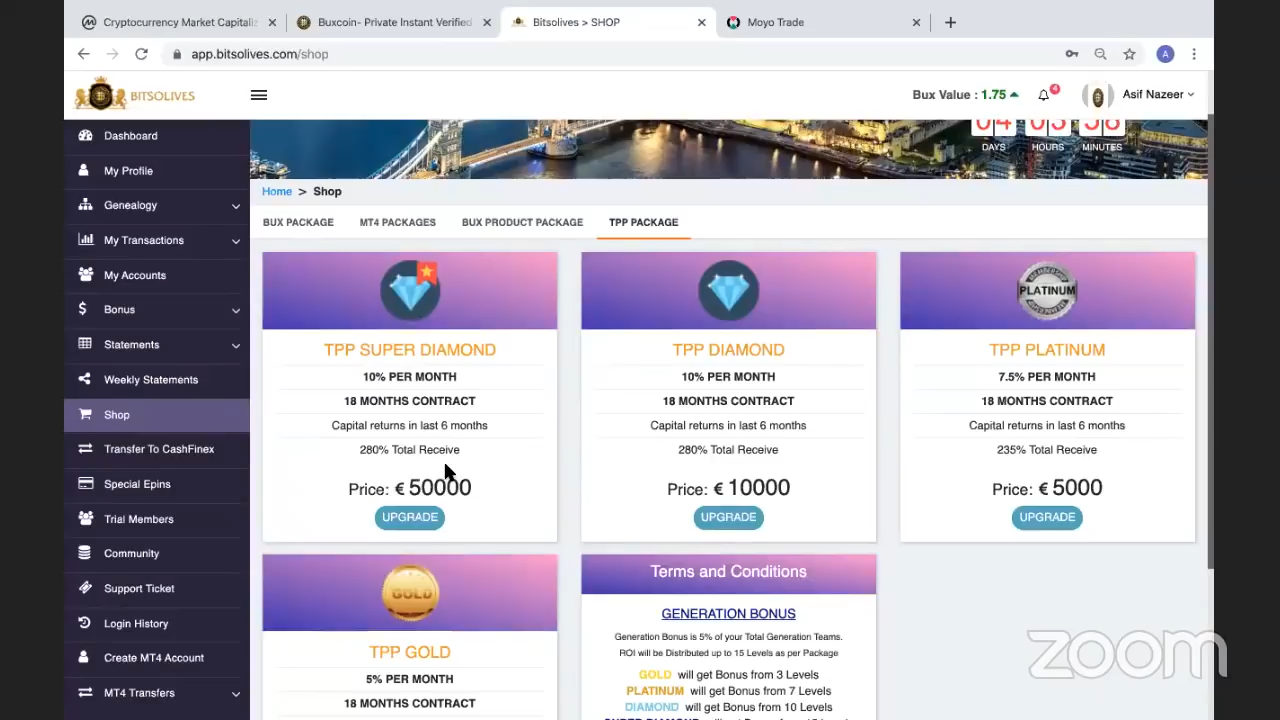 Cryptocurrency Market Capitaliz
Buxcoin- Private Instant Verified
Bitsolives > SHOP
Moyo Trade
app.bitsolives.com/shop
A
BITSOLIVES
Bux Value : 1.75
4
Asif Nazeer
04 03 58
DAYS HOURS MINUTES
Dashboard
My Profile
Genealogy
My Transactions
My Accounts
Bonus
Statements
Weekly Statements
Shop
Transfer To CashFinex
Special Epins
Trial Members
Community
Support Ticket
Login History
Create MT4 Account
MT4 Transfers
Home > Shop
BUX PACKAGE MT4 PACKAGES BUX PRODUCT PACKAGE TPP PACKAGE
TPP SUPER DIAMOND
10% PER MONTH
18 MONTHS CONTRACT
Capital returns in last 6 months
280% Total Receive
Price: € 50000
UPGRADE
TPP DIAMOND
10% PER MONTH
18 MONTHS CONTRACT
Capital returns in last 6 months
280% Total Receive
Price: € 10000
UPGRADE
MEMBERSHIP
PLATINUM
TPP PLATINUM
7.5% PER MONTH
18 MONTHS CONTRACT
Capital returns in last 6 months
235% Total Receive
Price: € 5000
UPGRADE
GOLD
TPP GOLD
5% PER MONTH
18 MONTHS CONTRACT
Terms and Conditions
GENERATION BONUS
Generation Bonus is 5% of your Total Generation Teams.
ROI will be Distributed up to 15 Levels as per Package
GOLD will get Bonus from 3 Levels
PLATINUM will get Bonus from 7 Levels
DIAMOND will get Bonus from 10 Levels
zoom